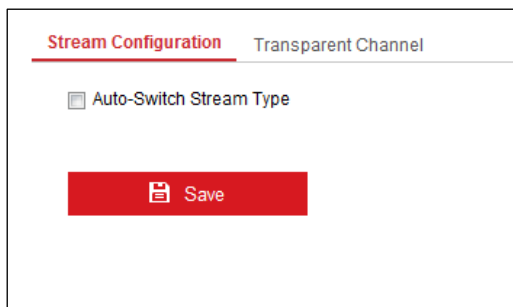 Stream Configuration Transparent Channel
Auto-Switch Stream Type
Save